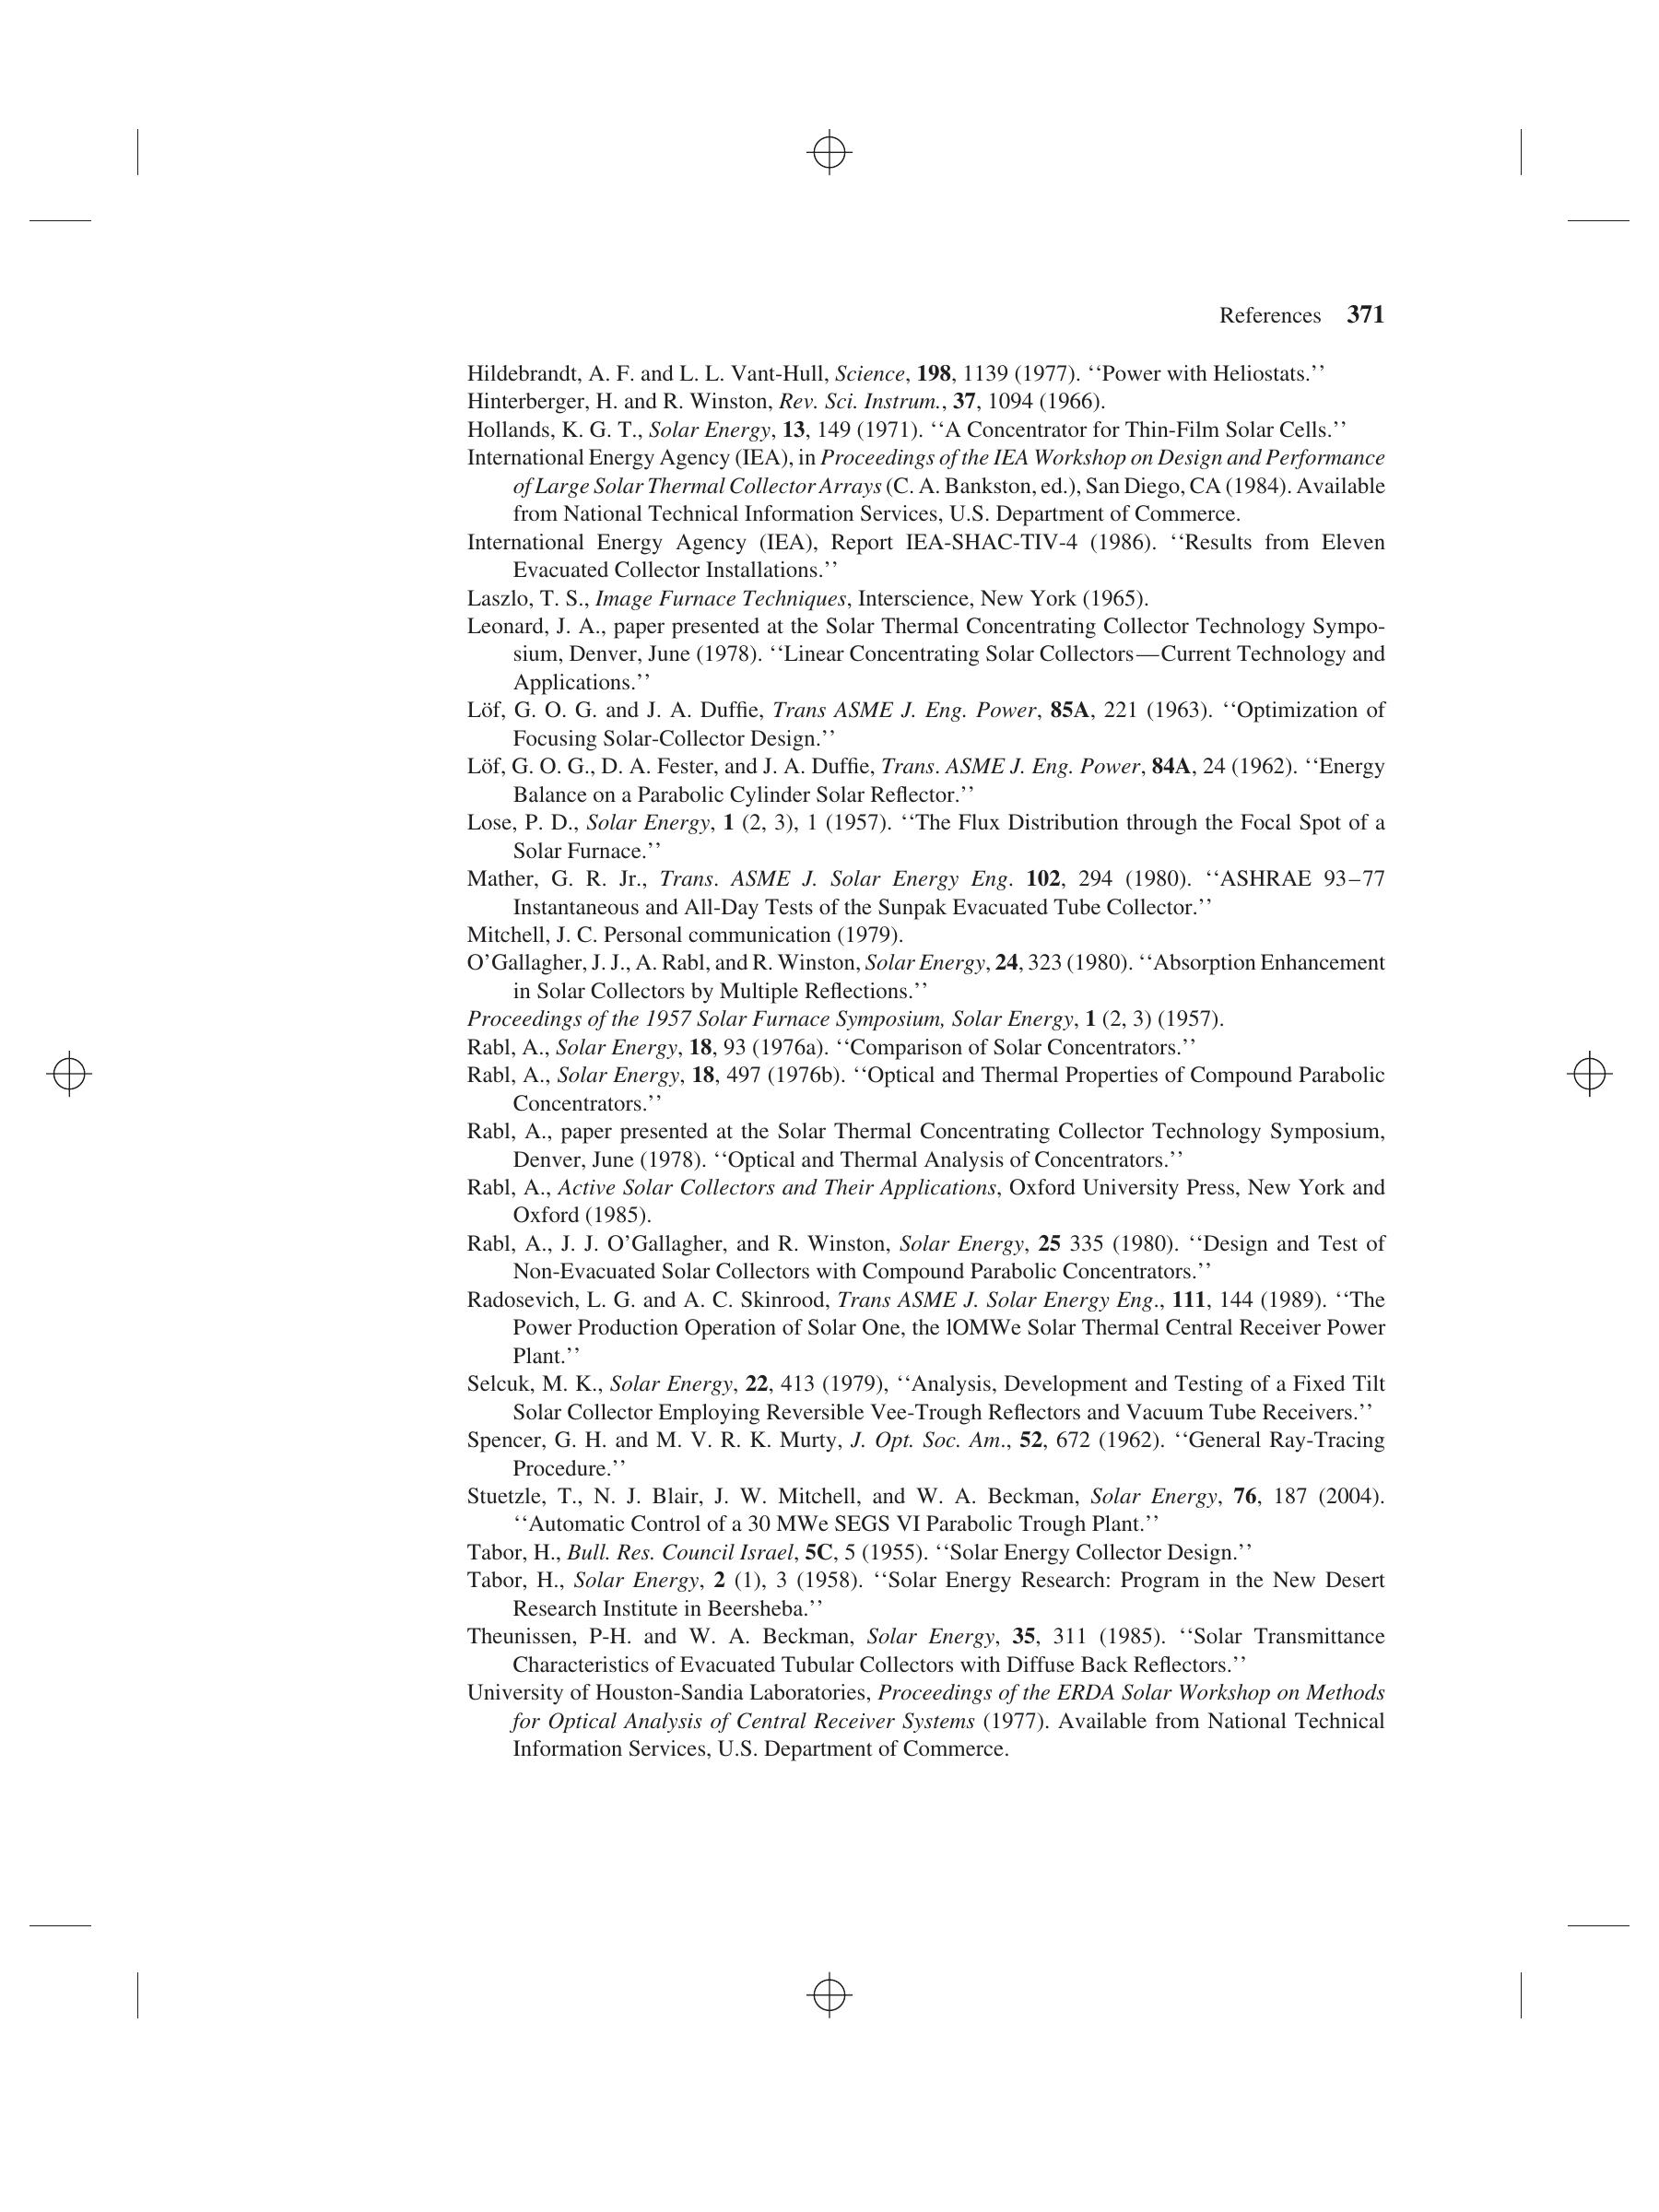 References 371
Hildebrandt, A. F. and L. L. Vant-Hull, Science, 198, 1139 (1977). ‘‘Power with Heliostats.’’
Hinterberger, H. and R. Winston, Rev. Sci. Instrum., 37, 1094 (1966).
Hollands, K. G. T., Solar Energy, 13, 149 (1971). ‘‘A Concentrator for Thin-Film Solar Cells.’’
International Energy Agency (IEA), in Proceedings of the IEA Workshop on Design and Performance
of Large Solar Thermal Collector Arrays (C. A. Bankston, ed.), San Diego, CA (1984). Available
from National Technical Information Services, U.S. Department of Commerce.
International Energy Agency (IEA), Report IEA-SHAC-TIV-4 (1986). ‘‘Results from Eleven
Evacuated Collector Installations.’’
Laszlo, T. S., Image Furnace Techniques, Interscience, New York (1965).
Leonard, J. A., paper presented at the Solar Thermal Concentrating Collector Technology Sympo-
sium, Denver, June (1978). ‘‘Linear Concentrating Solar Collectors—Current Technology and
Applications.’’
Löf, G. O. G. and J. A. Duffie, Trans ASME J. Eng. Power, 85A, 221 (1963). ‘‘Optimization of
Focusing Solar-Collector Design.’’
Löf, G. O. G., D. A. Fester, and J. A. Duffie, Trans. ASME J. Eng. Power, 84A, 24 (1962). ‘‘Energy
Balance on a Parabolic Cylinder Solar Reflector.’’
Lose, P. D., Solar Energy, 1 (2, 3), 1 (1957). ‘‘The Flux Distribution through the Focal Spot of a
Solar Furnace.’’
Mather, G. R. Jr., Trans. ASME J. Solar Energy Eng. 102, 294 (1980). ‘‘ASHRAE 93–77
Instantaneous and All-Day Tests of the Sunpak Evacuated Tube Collector.’’
Mitchell, J. C. Personal communication (1979).
O’Gallagher, J. J., A. Rabl, and R. Winston, Solar Energy, 24, 323 (1980). ‘‘Absorption Enhancement
in Solar Collectors by Multiple Reflections.’’
Proceedings of the 1957 Solar Furnace Symposium, Solar Energy, 1 (2, 3) (1957).
Rabl, A., Solar Energy, 18, 93 (1976a). ‘‘Comparison of Solar Concentrators.’’
Rabl, A., Solar Energy, 18, 497 (1976b). ‘‘Optical and Thermal Properties of Compound Parabolic
Concentrators.’’
Rabl, A., paper presented at the Solar Thermal Concentrating Collector Technology Symposium,
Denver, June (1978). ‘‘Optical and Thermal Analysis of Concentrators.’’
Rabl, A., Active Solar Collectors and Their Applications, Oxford University Press, New York and
Oxford (1985).
Rabl, A., J. J. O’Gallagher, and R. Winston, Solar Energy, 25 335 (1980). ‘‘Design and Test of
Non-Evacuated Solar Collectors with Compound Parabolic Concentrators.’’
Radosevich, L. G. and A. C. Skinrood, Trans ASME J. Solar Energy Eng., 111, 144 (1989). ‘‘The
Power Production Operation of Solar One, the lOMWe Solar Thermal Central Receiver Power
Plant.’’
Selcuk, M. K., Solar Energy, 22, 413 (1979), ‘‘Analysis, Development and Testing of a Fixed Tilt
Solar Collector Employing Reversible Vee-Trough Reflectors and Vacuum Tube Receivers.’’
Spencer, G. H. and M. V. R. K. Murty, J. Opt. Soc. Am., 52, 672 (1962). ‘‘General Ray-Tracing
Procedure.’’
Stuetzle, T., N. J. Blair, J. W. Mitchell, and W. A. Beckman, Solar Energy, 76, 187 (2004).
‘‘Automatic Control of a 30 MWe SEGS VI Parabolic Trough Plant.’’
Tabor, H., Bull. Res. Council Israel, 5C, 5 (1955). ‘‘Solar Energy Collector Design.’’
Tabor, H., Solar Energy, 2 (1), 3 (1958). ‘‘Solar Energy Research: Program in the New Desert
Research Institute in Beersheba.’’
Theunissen, P-H. and W. A. Beckman, Solar Energy, 35, 311 (1985). ‘‘Solar Transmittance
Characteristics of Evacuated Tubular Collectors with Diffuse Back Reflectors.’’
University of Houston-Sandia Laboratories, Proceedings of the ERDA Solar Workshop on Methods
for Optical Analysis of Central Receiver Systems (1977). Available from National Technical
Information Services, U.S. Department of Commerce.